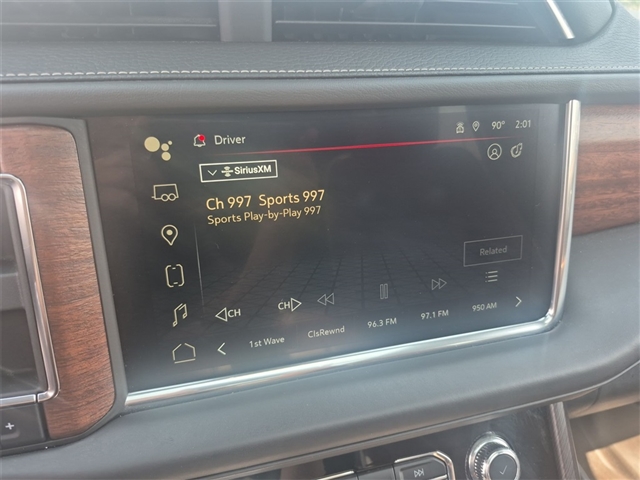 Driver
90° 2:01
SiriusXM
Ch 997 Sports 997
Sports Play-by-Play 997
Related
CH CH
1st Wave ClsRewnd 96.3 FM 97.1 FM 950 AM